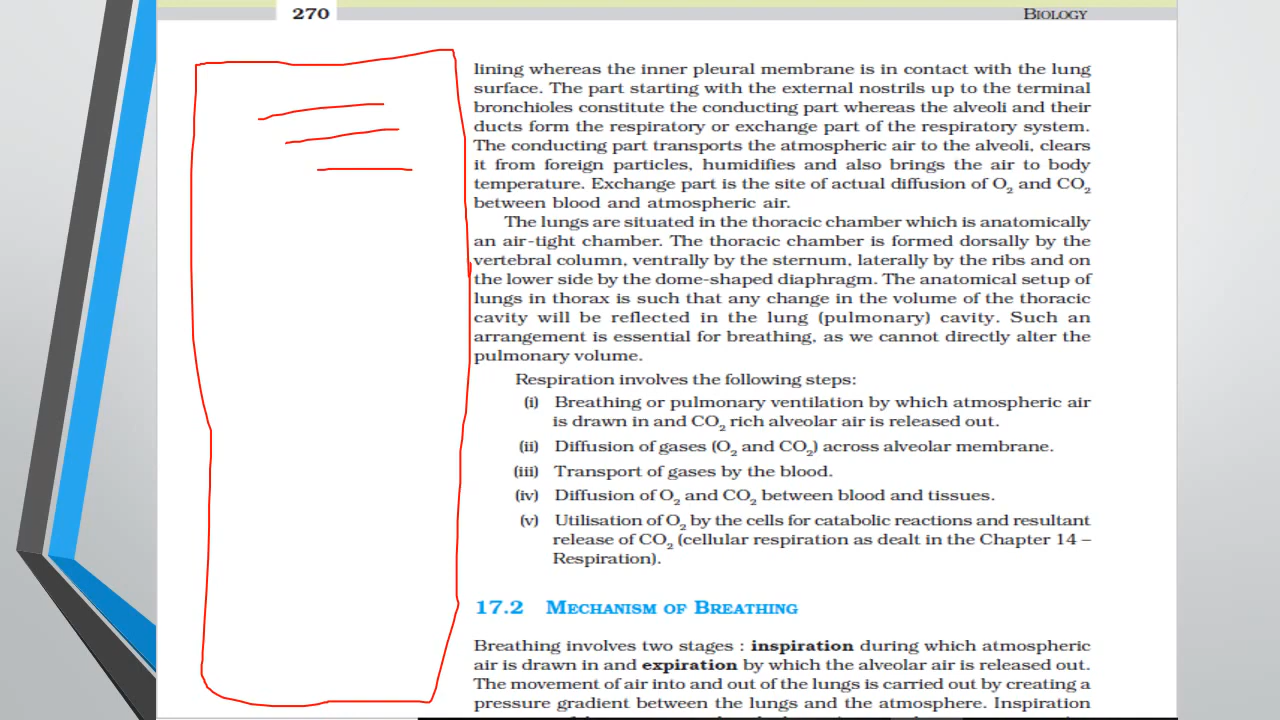 270
BIOLOGY
lining whereas the inner pleural membrane is in contact with the lung
surface. The part starting with the external nostrils up to the terminal
bronchioles constitute the conducting part whereas the alveoli and their
ducts form the respiratory or exchange part of the respiratory system.
The conducting part transports the atmospheric air to the alveoli, clears
it from foreign particles, humidifies and also brings the air to body
temperature. Exchange part is the site of actual diffusion of O₂ and CO₂
between blood and atmospheric air.
The lungs are situated in the thoracic chamber which is anatomically
an air-tight chamber. The thoracic chamber is formed dorsally by the
vertebral column, ventrally by the sternum, laterally by the ribs and on
the lower side by the dome-shaped diaphragm. The anatomical setup of
lungs in thorax is such that any change in the volume of the thoracic
cavity will be reflected in the lung (pulmonary) cavity. Such an
arrangement is essential for breathing, as we cannot directly alter the
pulmonary volume.
Respiration involves the following steps:
(i) Breathing or pulmonary ventilation by which atmospheric air
is drawn in and CO₂ rich alveolar air is released out.
(ii) Diffusion of gases (O₂ and CO₂) across alveolar membrane.
(iii) Transport of gases by the blood.
(iv) Diffusion of O₂ and CO₂ between blood and tissues.
(v) Utilisation of O₂ by the cells for catabolic reactions and resultant
release of CO₂ (cellular respiration as dealt in the Chapter 14 –
Respiration).
17.2 MECHANISM OF BREATHING
Breathing involves two stages : inspiration during which atmospheric
air is drawn in and expiration by which the alveolar air is released out.
The movement of air into and out of the lungs is carried out by creating a
pressure gradient between the lungs and the atmosphere. Inspiration